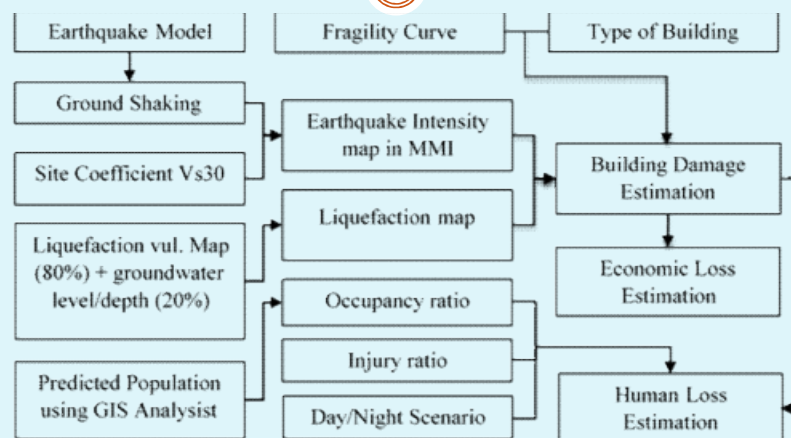 Earthquake Model
Fragility Curve
Type of Building
Ground Shaking
Earthquake Intensity
map in MMI
Site Coefficient Vs30
Building Damage
Estimation
Liquefaction map
Liquefaction vul. Map
(80%) + groundwater
level/depth (20%)
Economic Loss
Estimation
Occupancy ratio
Injury ratio
Predicted Population
using GIS Analysist
Day/Night Scenario
Human Loss
Estimation